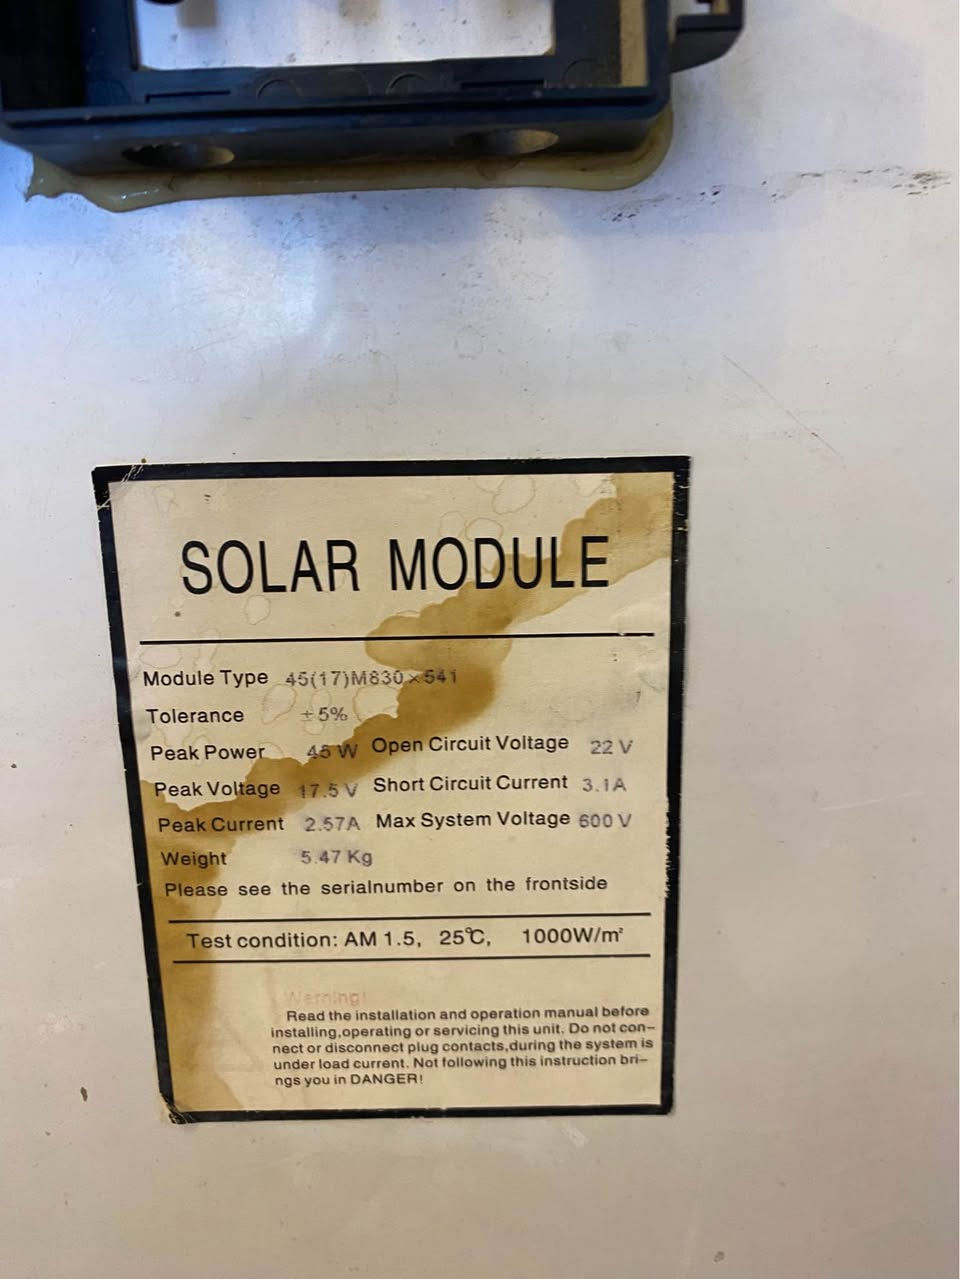 SOLAR MODULE
Module Type 45(17)M830×541
Tolerance ±5%
Peak Power 45 W Open Circuit Voltage 22 V
Peak Voltage 17.5 V Short Circuit Current 3.1A
Peak Current 2.57A Max System Voltage 600 V
Weight 5.47 Kg
Please see the serialnumber on the frontside
Test condition: AM 1.5, 25℃, 1000W/m²
Warning!
Read the installation and operation manual before
installing,operating or servicing this unit. Do not con–
nect or disconnect plug contacts,during the system is
under load current. Not following this instruction bri–
ngs you in DANGER!